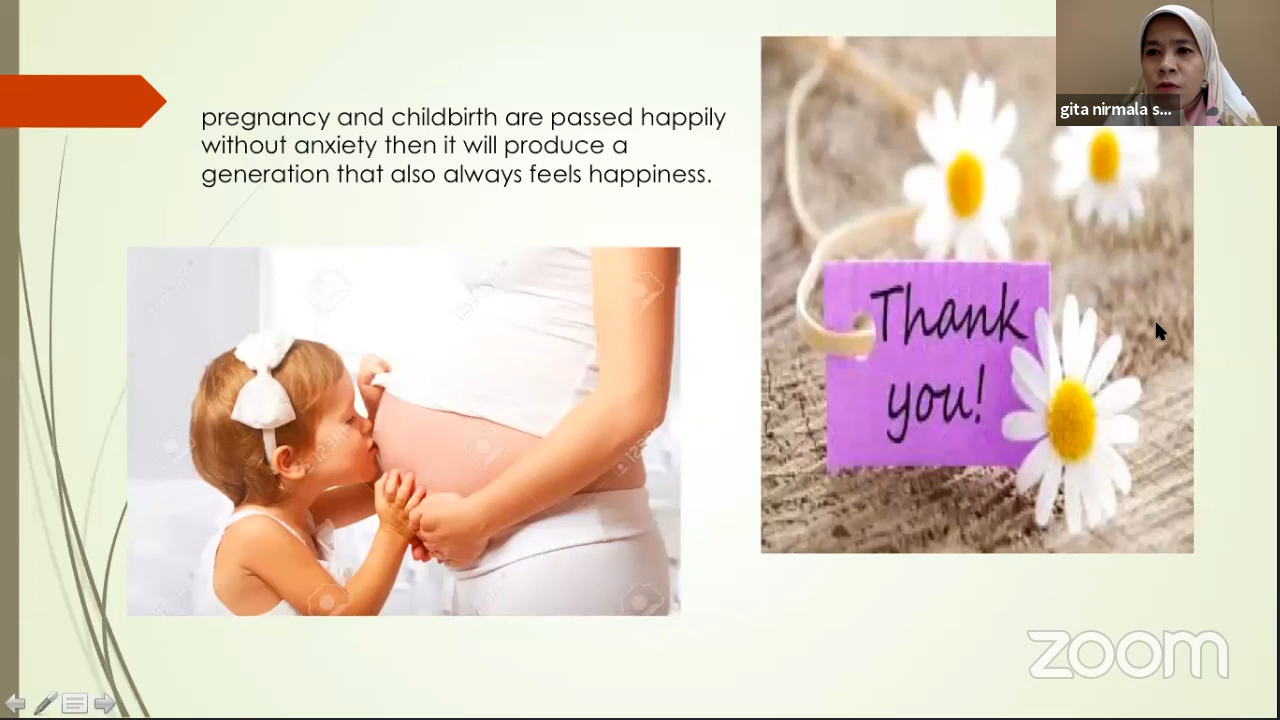 pregnancy and childbirth are passed happily
without anxiety then it will produce a
generation that also always feels happiness.
gita nirmala s...
Thank
you!
zoom